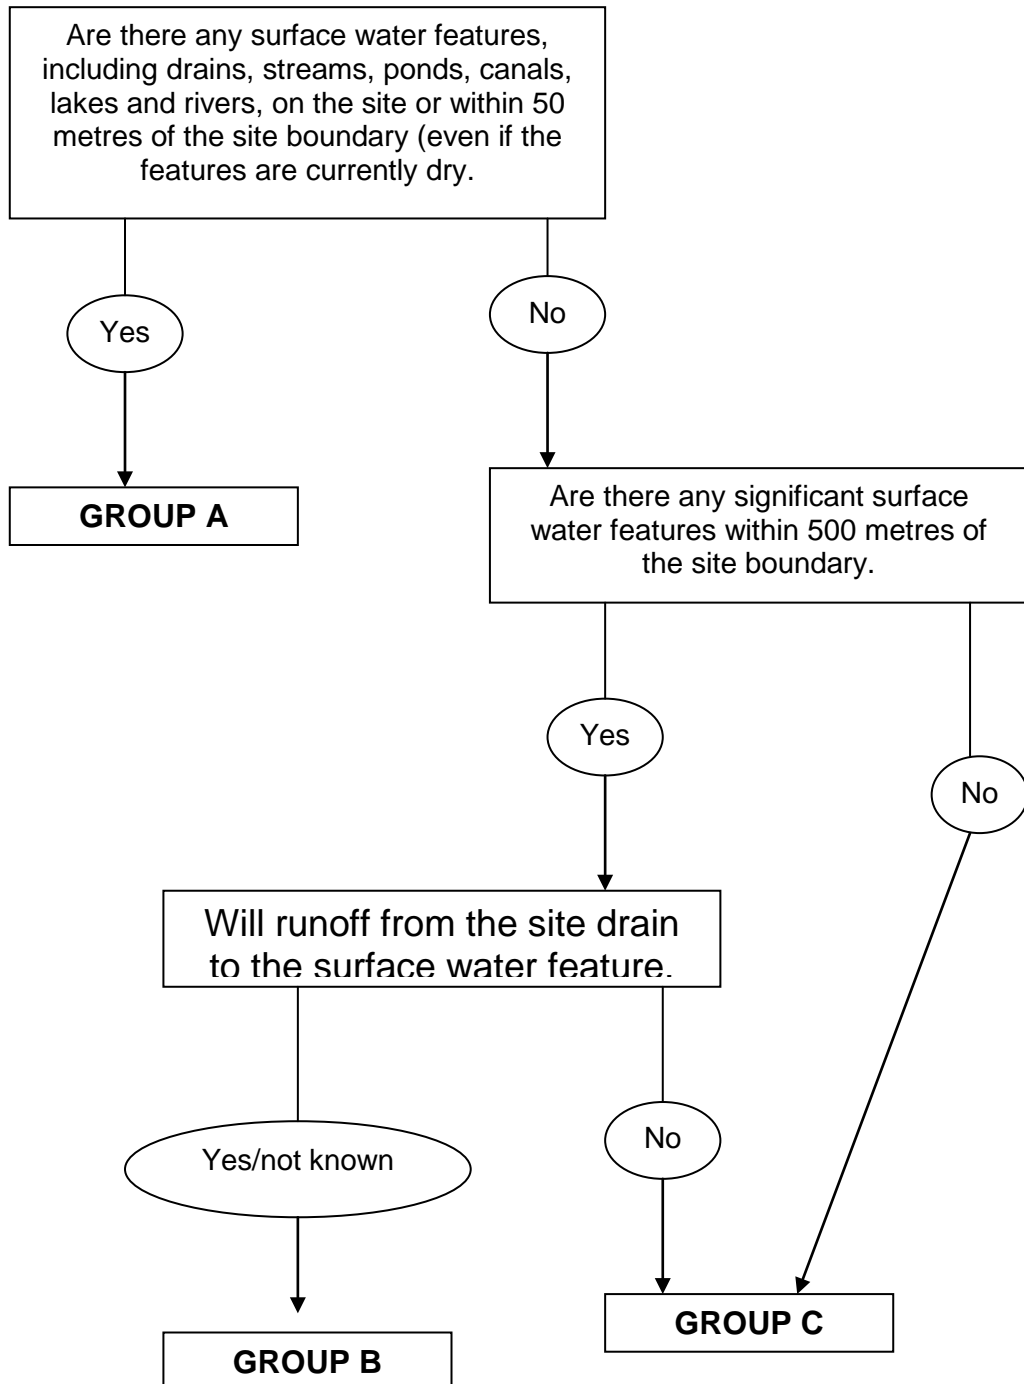 Are there any surface water features,
including drains, streams, ponds, canals,
lakes and rivers, on the site or within 50
metres of the site boundary (even if the
features are currently dry.
Yes
No
GROUP A
Are there any significant surface
water features within 500 metres of
the site boundary.
Yes
No
Will runoff from the site drain
to the surface water feature.
Yes/not known
No
GROUP C
GROUP B